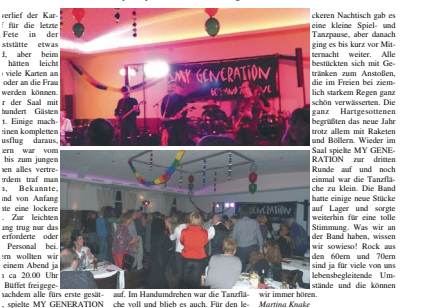 verlief der Kar-
für die letzte
Fete in der
ststätte etwas
d, aber beim
hätten leicht
viele Karten an
oder an die Frau
werden können.
r der Saal mit
hundert Gästen
t. Einige mach-
einen kompletten
usflug daraus,
ern war vom
bis zum jungen
en alles vertre-
erdem traf man
n, Bekannte,
nd von Anfang
te eine lockere
. Zur leichten
ung trug nur das
erforderte oder
Personal bei.
ern wollten wir
einem Abend ja
ca 20.00 Uhr
Büffet freigege-
nachdem alle fürs erste gesät-
, spielte MY GENERATION
MY GENERATION
auf. Im Handumdrehen war die Tanzflä-
che voll und blieb es auch. Für den le-
ckeren Nachtisch gab es
eine kleine Spiel- und
Tanzpause, aber danach
ging es bis kurz vor Mit-
ternacht weiter. Alle
bestückten sich mit Ge-
tränken zum Anstoßen,
die im Freien bei ziem-
lich starkem Regen ganz
schön verwässerten. Die
ganz Hartgesottenen
begrüßten das neue Jahr
trotz allem mit Raketen
und Böllern. Wieder im
Saal spielte MY GENE-
RATION zur dritten
Runde auf und noch
einmal war die Tanzflä-
che zu klein. Die Band
hatte einige neue Stücke
auf Lager und sorgte
weiterhin für eine tolle
Stimmung. Was wir an
der Band haben, wissen
wir sowieso! Rock aus
den 60ern und 70ern
sind ja für viele von uns
lebensbegleitende Um-
stände und die können
wir immer hören.
Martina Knake